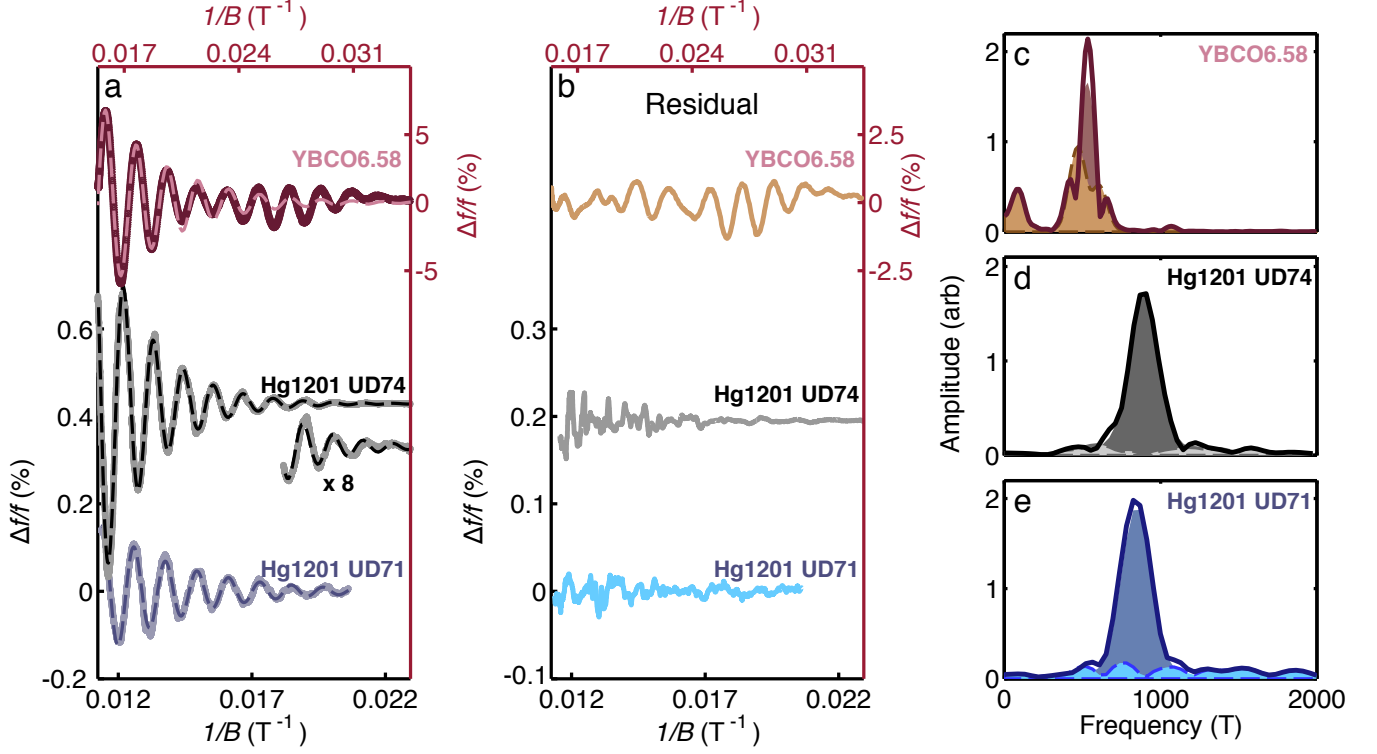 1/B (T⁻¹)
0.017 0.024 0.031
a
YBCO6.58
5
0
-5
Δf/f (%)
0.6
0.4
0.2
0
-0.2
Δf/f (%)
Hg1201 UD74
x 8
Hg1201 UD71
0.012 0.017 0.022
1/B (T⁻¹)
1/B (T⁻¹)
0.017 0.024 0.031
b
Residual
YBCO6.58
2.5
0
-2.5
Δf/f (%)
0.3
0.2
0.1
0
-0.1
Δf/f (%)
Hg1201 UD74
Hg1201 UD71
0.012 0.017 0.022
1/B (T⁻¹)
c
YBCO6.58
2
1
0
d
Hg1201 UD74
2
1
0
Amplitude (arb)
e
Hg1201 UD71
2
1
0
0 1000 2000
Frequency (T)